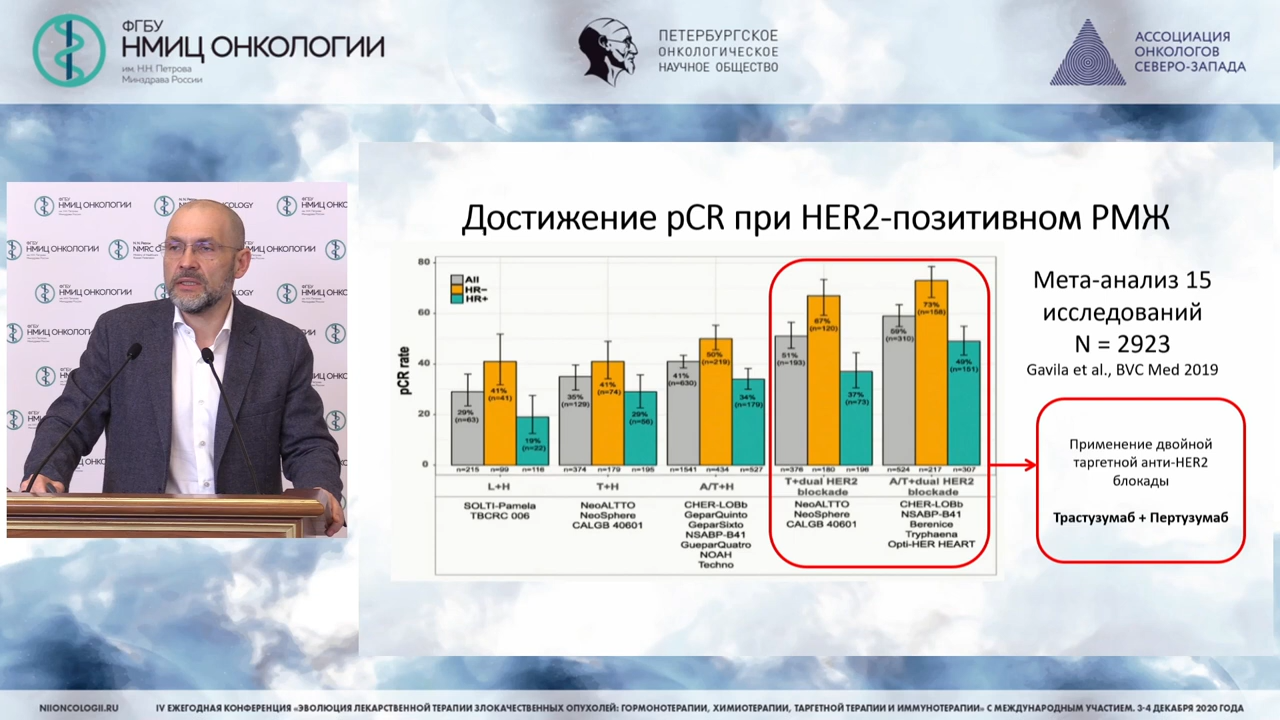 ФГБУ
НМИЦ ОНКОЛОГИИ
им. Н.Н. Петрова
Минздрава России
ПЕТЕРБУРГСКОЕ
ОНКОЛОГИЧЕСКОЕ
НАУЧНОЕ ОБЩЕСТВО
АССОЦИАЦИЯ
ОНКОЛОГОВ
СЕВЕРО-ЗАПАДА
НМИЦ ОНКОЛОГИИ
НМИЦ ОНКОЛОГИИ
НМИЦ ОНКОЛОГИИ
НМИЦ ОНКОЛОГИИ
Достижение pCR при HER2-позитивном РМЖ
80
60
40
20
0
pCR rate
All
HR−
HR+
29%
(n=63)
41%
(n=41)
19%
(n=22)
35%
(n=129)
41%
(n=74)
29%
(n=56)
41%
(n=630)
50%
(n=219)
34%
(n=179)
51%
(n=193)
67%
(n=120)
37%
(n=73)
59%
(n=310)
73%
(n=158)
49%
(n=151)
n=215 n=99 n=116 n=374 n=179 n=195 n=1541 n=434 n=527 n=376 n=180 n=196 n=524 n=217 n=307
L+H
T+H
A/T+H
T+dual HER2
blockade
A/T+dual HER2
blockade
SOLTI-Pamela
TBCRC 006
NeoALTTO
NeoSphere
CALGB 40601
CHER-LOBb
GeparQuinto
GeparSixto
NSABP-B41
GueparQuatro
NOAH
Techno
NeoALTTO
NeoSphere
CALGB 40601
CHER-LOBb
NSABP-B41
Berenice
Tryphaena
Opti-HER HEART
Мета-анализ 15
исследований
N = 2923
Gavila et al., BVC Med 2019
Применение двойной
таргетной анти-HER2
блокады
Трастузумаб + Пертузумаб
NIIONCOLOGII.RU
IV ЕЖЕГОДНАЯ КОНФЕРЕНЦИЯ «ЭВОЛЮЦИЯ ЛЕКАРСТВЕННОЙ ТЕРАПИИ ЗЛОКАЧЕСТВЕННЫХ ОПУХОЛЕЙ: ГОРМОНОТЕРАПИИ, ХИМИОТЕРАПИИ, ТАРГЕТНОЙ ТЕРАПИИ И ИММУНОТЕРАПИИ» С МЕЖДУНАРОДНЫМ УЧАСТИЕМ. 3-4 ДЕКАБРЯ 2020 ГОДА